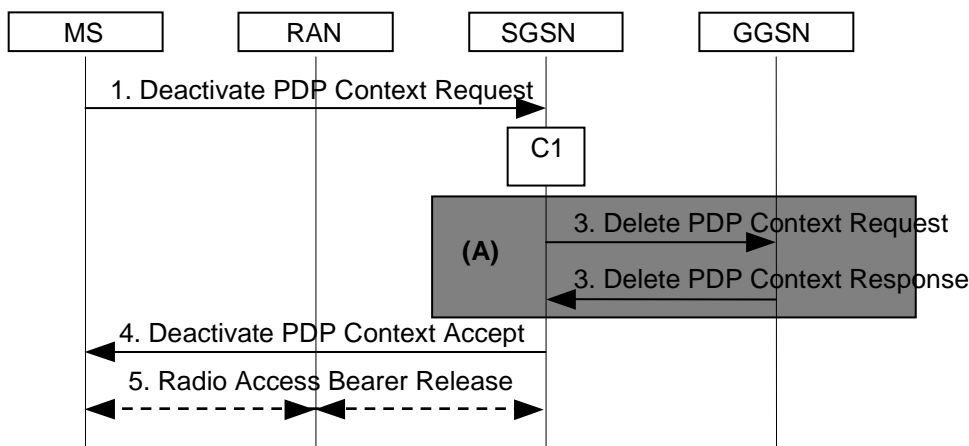 MS
RAN
SGSN
GGSN
1. Deactivate PDP Context Request
C1
3. Delete PDP Context Request
(A)
3. Delete PDP Context Response
4. Deactivate PDP Context Accept
5. Radio Access Bearer Release